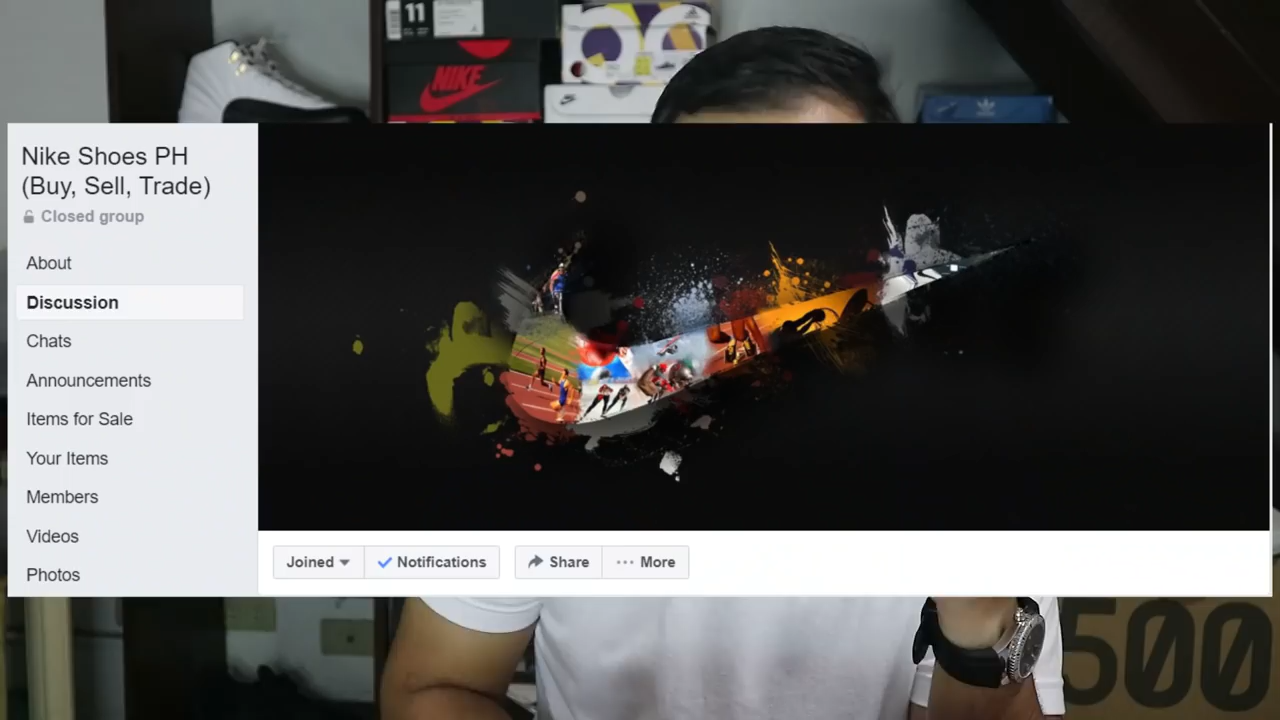 11
NIKE
Nike Shoes PH
(Buy, Sell, Trade)
Closed group
About
Discussion
Chats
Announcements
Items for Sale
Your Items
Members
Videos
Photos
Joined
Notifications
Share
More
500